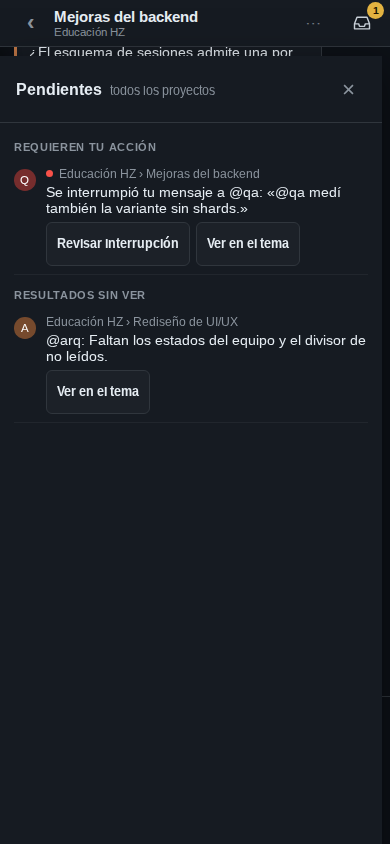 ‹ Mejoras del backend ··· 1
Educación HZ
¿El esquema de sesiones admite una por
Pendientes todos los proyectos ×
REQUIEREN TU ACCIÓN
Q Educación HZ › Mejoras del backend
Se interrumpió tu mensaje a @qa: «@qa medí
también la variante sin shards.»
Revisar interrupción Ver en el tema
RESULTADOS SIN VER
A Educación HZ › Rediseño de UI/UX
@arq: Faltan los estados del equipo y el divisor de
no leídos.
Ver en el tema